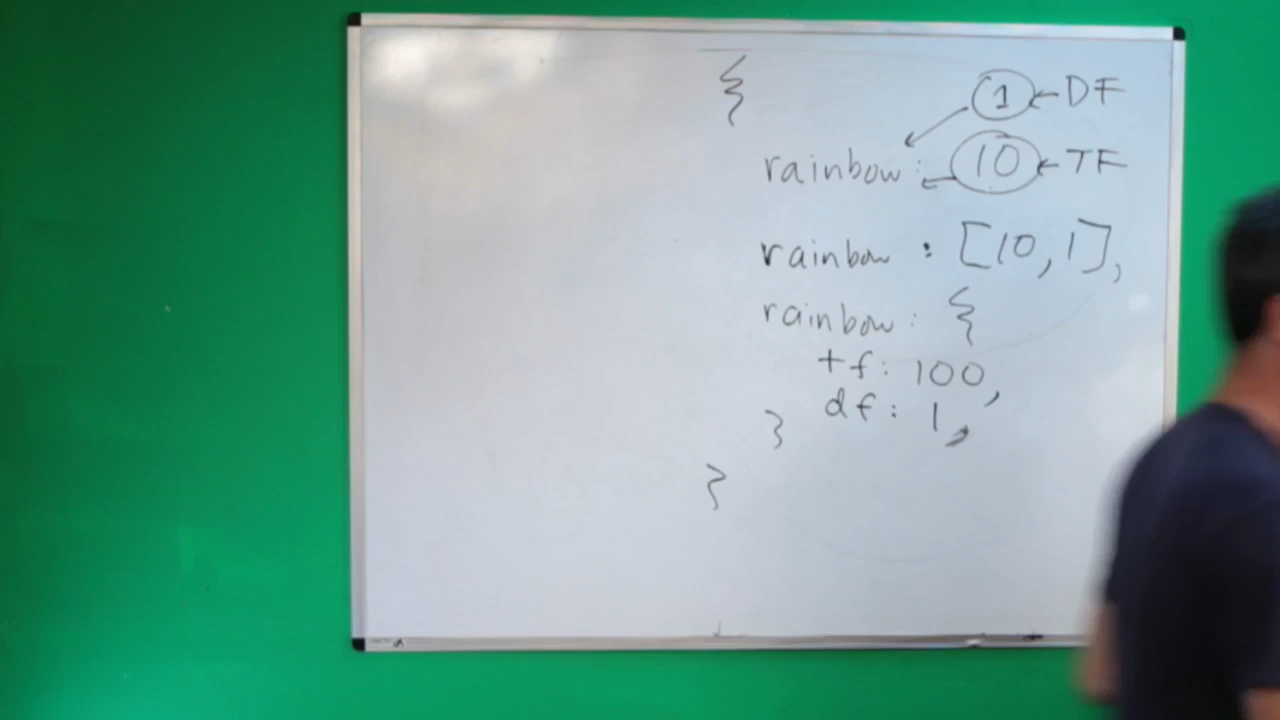 {
1 ← DF
rainbow: 10 ← TF
rainbow : [10, 1],
rainbow: {
tf: 100,
df: 1,
}
}